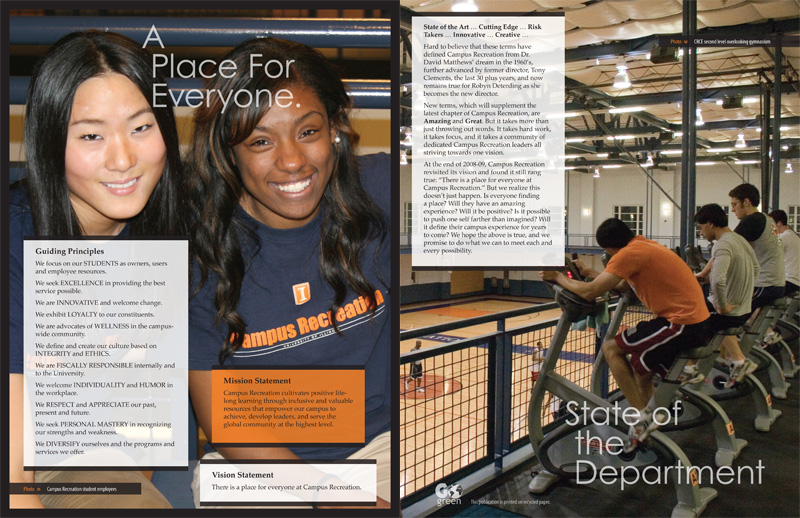 A
Place For
Everyone.
Guiding Principles
We focus on our STUDENTS as owners, users
and employee resources.
We seek EXCELLENCE in providing the best
service possible.
We are INNOVATIVE and welcome change.
We exhibit LOYALTY to our constituents.
We are advocates of WELLNESS in the campus-
wide community.
We define and create our culture based on
INTEGRITY and ETHICS.
We are FISCALLY RESPONSIBLE internally and
to the University.
We welcome INDIVIDUALITY and HUMOR in
the workplace.
We RESPECT and APPRECIATE our past,
present and future.
We seek PERSONAL MASTERY in recognizing
our strengths and weakness.
We DIVERSIFY ourselves and the programs and
services we offer.
I
Campus Recreation
UNIVERSITY OF
Mission Statement
Campus Recreation cultivates positive life-
long learning through inclusive and valuable
resources that empower our campus to
achieve, develop leaders, and serve the
global community at the highest level.
Vision Statement
There is a place for everyone at Campus Recreation.
Photo Campus Recreation student employees
State of the Art … Cutting Edge … Risk
Takers … Innovative … Creative …
Hard to believe that these terms have
defined Campus Recreation from Dr.
David Matthews' dream in the 1960's,
further advanced by former director, Tony
Clements, the last 30 plus years, and now
remains true for Robyn Deterding as she
becomes the new director.
New terms, which will supplement the
latest chapter of Campus Recreation, are
Amazing and Great. But it takes more than
just throwing out words. It takes hard work,
it takes focus, and it takes a community of
dedicated Campus Recreation leaders all
striving towards one vision.
At the end of 2008-09, Campus Recreation
revisited its vision and found it still rang
true: "There is a place for everyone at
Campus Recreation." But we realize this
doesn't just happen. Is everyone finding
a place? Will they have an amazing
experience? Will it be positive? Is it possible
to push one self farther than imagined? Will
it define their campus experience for years
to come? We hope the above is true, and we
promise to do what we can to meet each and
every possibility.
Photo CRCE second level overlooking gymnasium
State of
the
Department
Go
green
This publication is printed on recycled paper.